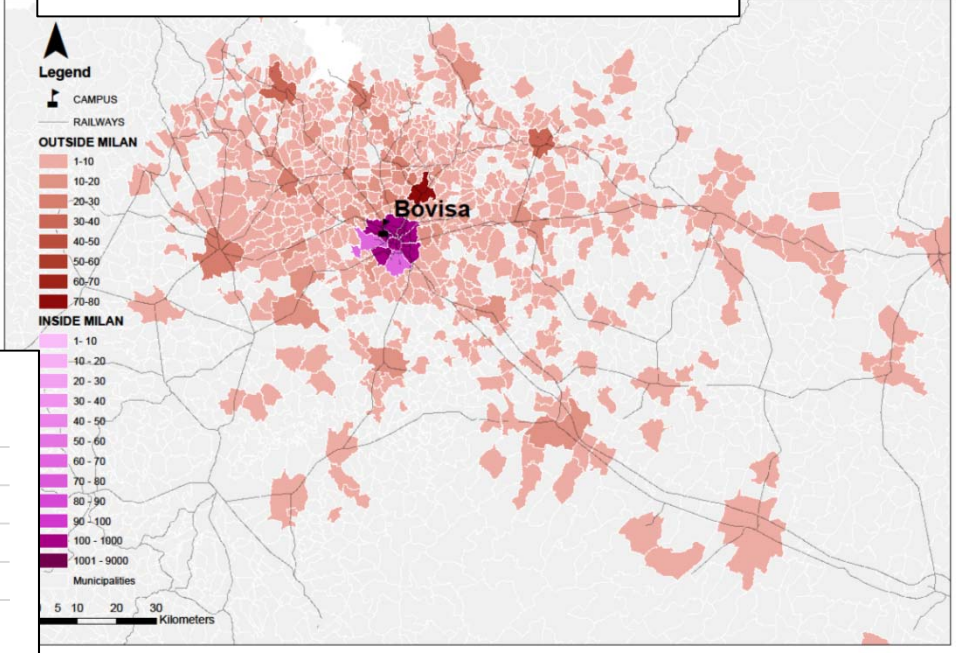 Legend
CAMPUS
RAILWAYS
OUTSIDE MILAN
1-10
10-20
20-30
30-40
40-50
50-60
60-70
70-80
INSIDE MILAN
1- 10
10 - 20
20 - 30
30 - 40
40 - 50
50 - 60
60 - 70
70 - 80
80 - 90
90 - 100
100 - 1000
1001 - 9000
Municipalities
5 10 20 30
Kilometers
Bovisa